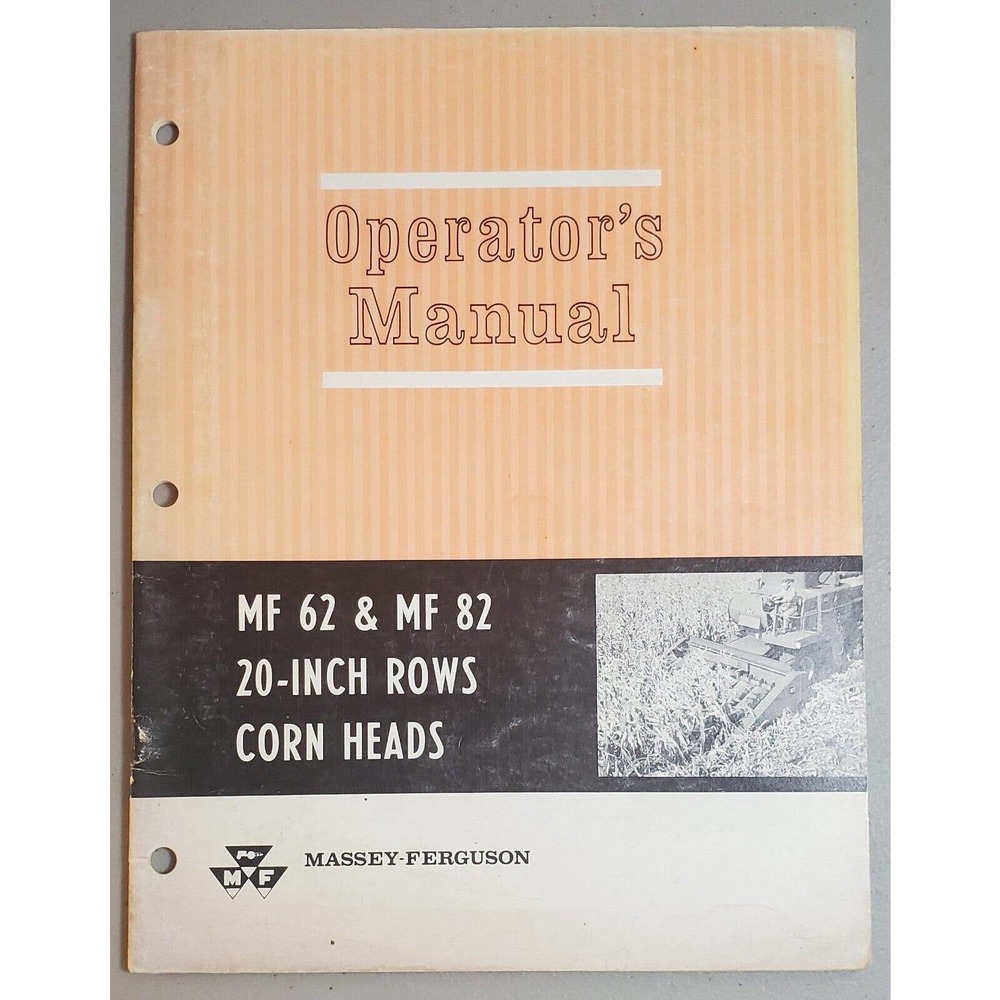 Operator's
Manual
MF 62 & MF 82
20-INCH ROWS
CORN HEADS
MF
MASSEY-FERGUSON